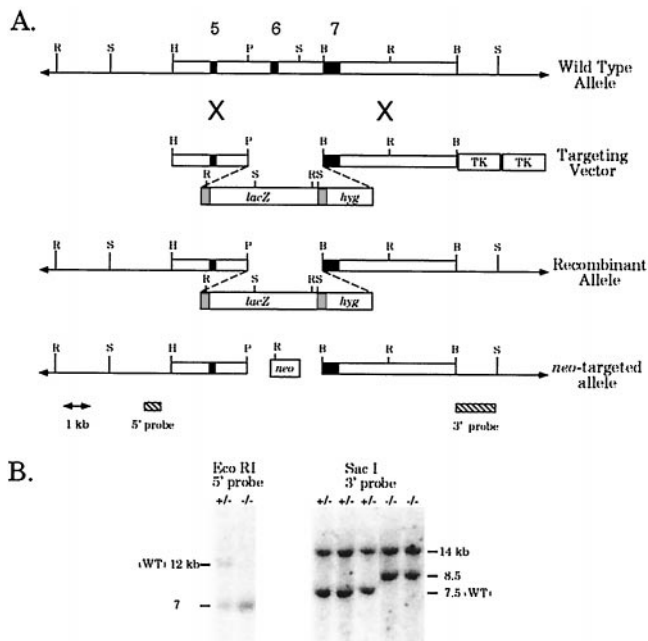 A.
5 6 7
R S H P S B R B S
Wild Type Allele
X X
H P B R B
TK TK
Targeting Vector
R S RS
lacZ hyg
R S H P B R B S
Recombinant Allele
R S RS
lacZ hyg
R S H P R B R B S
neo
neo-targeted allele
1 kb 5' probe 3' probe
B.
Eco RI 5' probe
+/- -/-
(WT) 12 kb
7
Sac I 3' probe
+/- +/- +/- -/- -/-
14 kb
8.5
7.5 (WT)